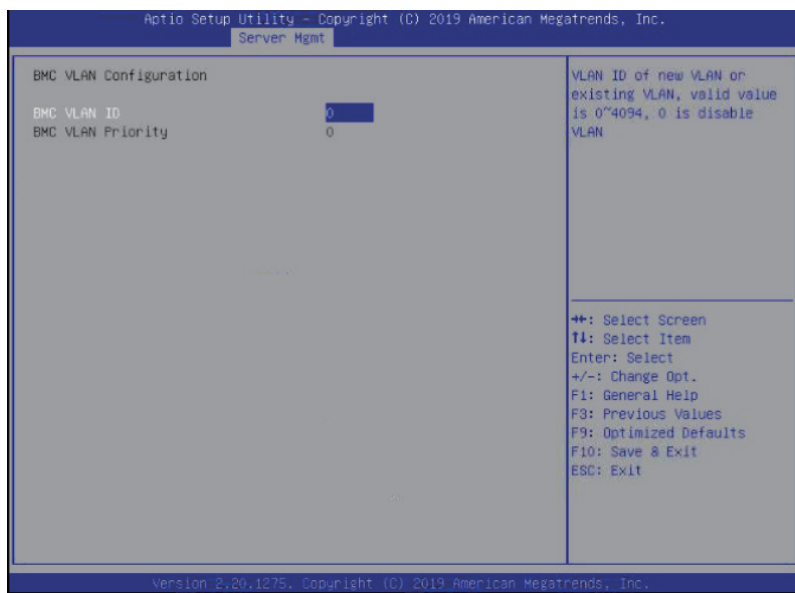 Aptio Setup Utility – Copyright (C) 2019 American Megatrends, Inc.
Server Mgmt
BMC VLAN Configuration
BMC VLAN ID 0
BMC VLAN Priority 0
VLAN ID of new VLAN or
existing VLAN, valid value
is 0~4094, 0 is disable
VLAN
→←: Select Screen
↑↓: Select Item
Enter: Select
+/-: Change Opt.
F1: General Help
F3: Previous Values
F9: Optimized Defaults
F10: Save & Exit
ESC: Exit
Version 2.20.1275. Copyright (C) 2019 American Megatrends, Inc.